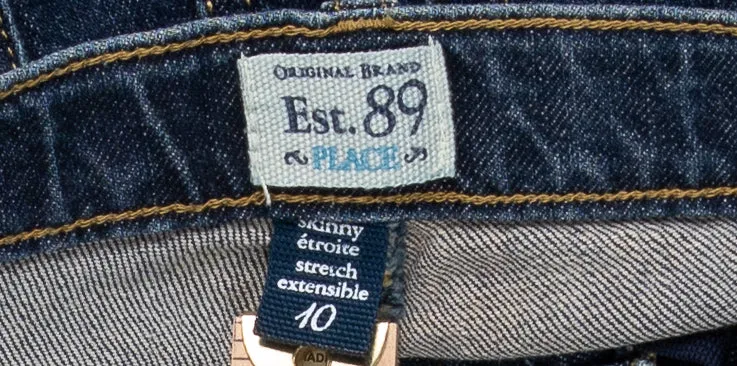 ORIGINAL BRAND
Est. 89
PLACE
skinny
étroite
stretch
extensible
10